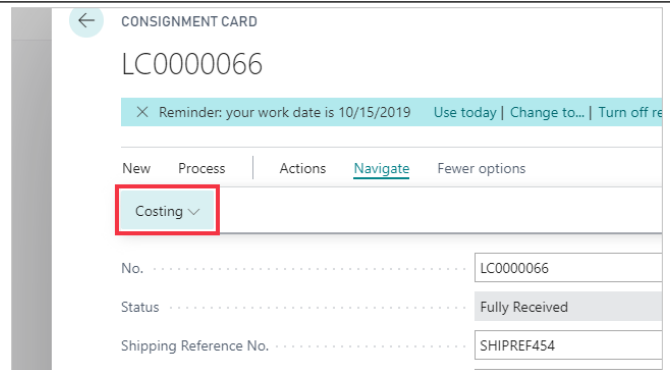 CONSIGNMENT CARD
LC0000066
Reminder: your work date is 10/15/2019 Use today | Change to... | Turn off re
New Process Actions Navigate Fewer options
Costing
No. LC0000066
Status Fully Received
Shipping Reference No. SHIPREF454